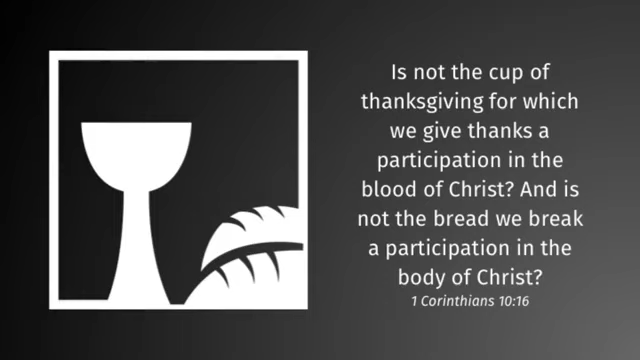 Is not the cup of
thanksgiving for which
we give thanks a
participation in the
blood of Christ? And is
not the bread we break
a participation in the
body of Christ?
1 Corinthians 10:16